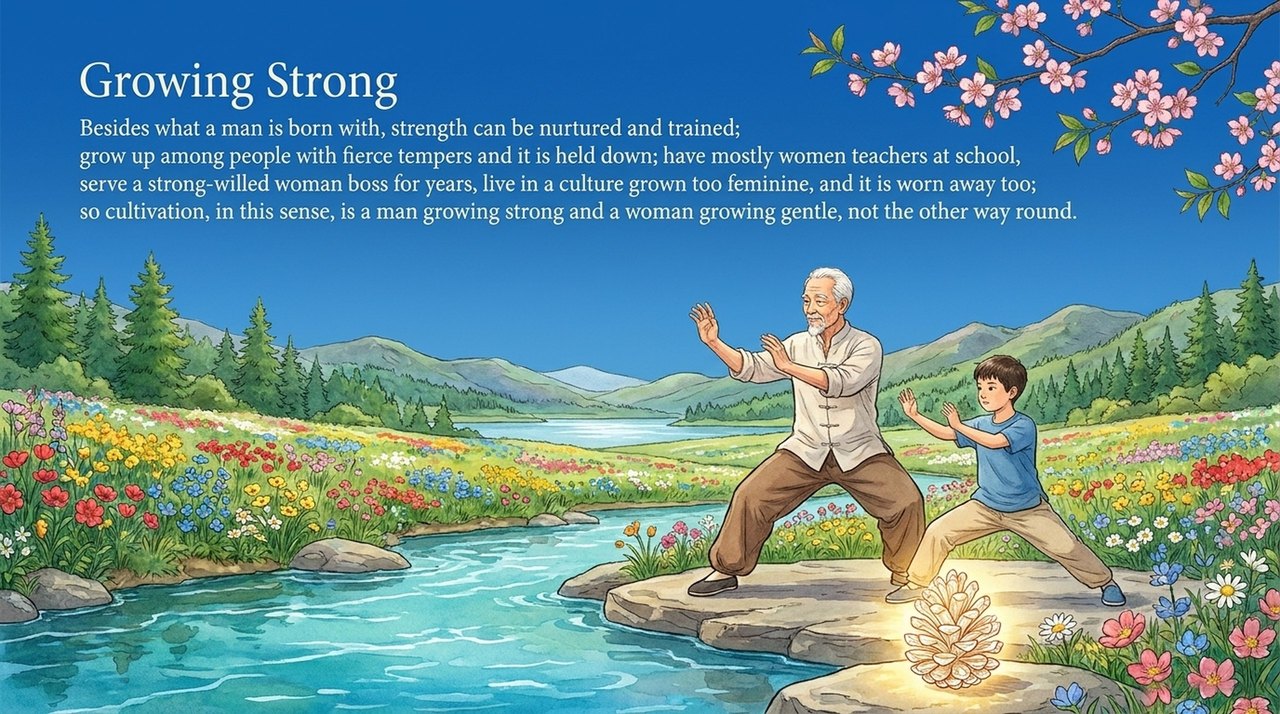 Growing Strong
Besides what a man is born with, strength can be nurtured and trained;
grow up among people with fierce tempers and it is held down; have mostly women teachers at school,
serve a strong-willed woman boss for years, live in a culture grown too feminine, and it is worn away too;
so cultivation, in this sense, is a man growing strong and a woman growing gentle, not the other way round.